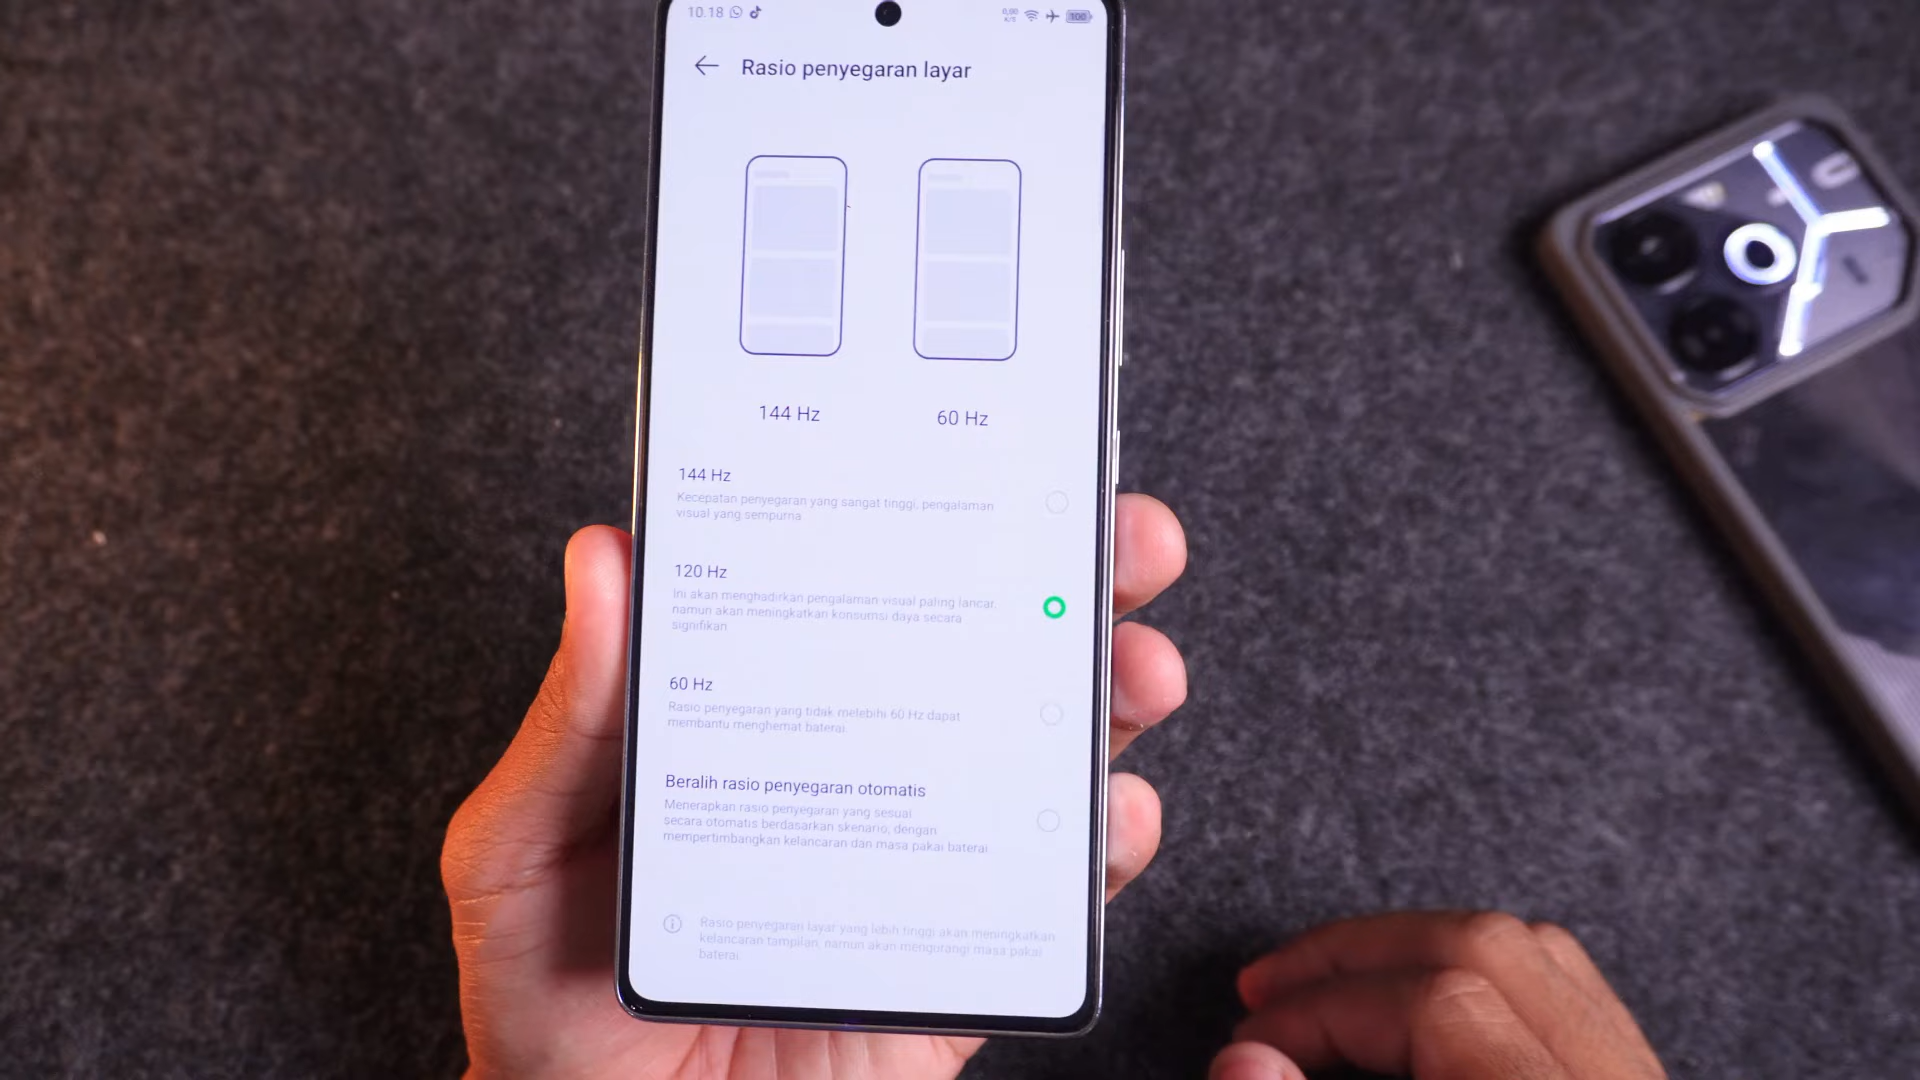 10.18
0,00
K/S
100
Rasio penyegaran layar
144 Hz
60 Hz
144 Hz
Kecepatan penyegaran yang sangat tinggi, pengalaman
visual yang sempurna
120 Hz
Ini akan menghadirkan pengalaman visual paling lancar,
namun akan meningkatkan konsumsi daya secara
signifikan
60 Hz
Rasio penyegaran yang tidak melebihi 60 Hz dapat
membantu menghemat baterai.
Beralih rasio penyegaran otomatis
Menerapkan rasio penyegaran yang sesuai
secara otomatis berdasarkan skenario, dengan
mempertimbangkan kelancaran dan masa pakai baterai
Rasio penyegaran layar yang lebih tinggi akan meningkatkan
kelancaran tampilan, namun akan mengurangi masa pakai
baterai.